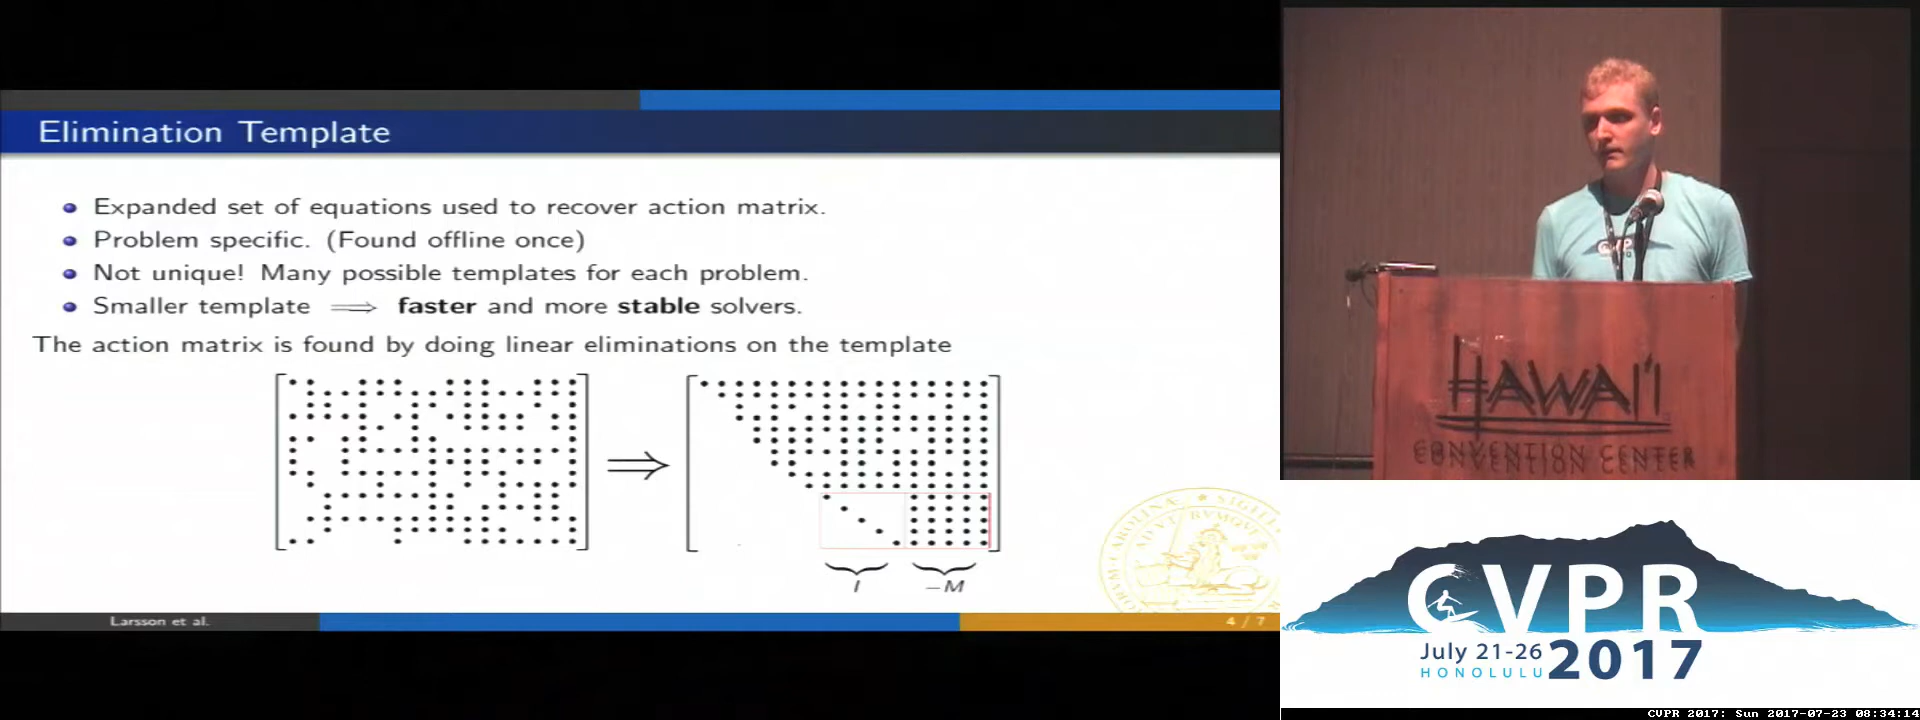 Elimination Template
Expanded set of equations used to recover action matrix.
Problem specific. (Found offline once)
Not unique! Many possible templates for each problem.
Smaller template ⟹ faster and more stable solvers.
The action matrix is found by doing linear eliminations on the template
⟹
I
−M
Larsson et al.
4 / 7
CVPR
HAWAI'I
CONVENTION CENTER
CVPR
July 21-26
HONOLULU
2017
CVPR 2017: Sun 2017-07-23 08:34:14